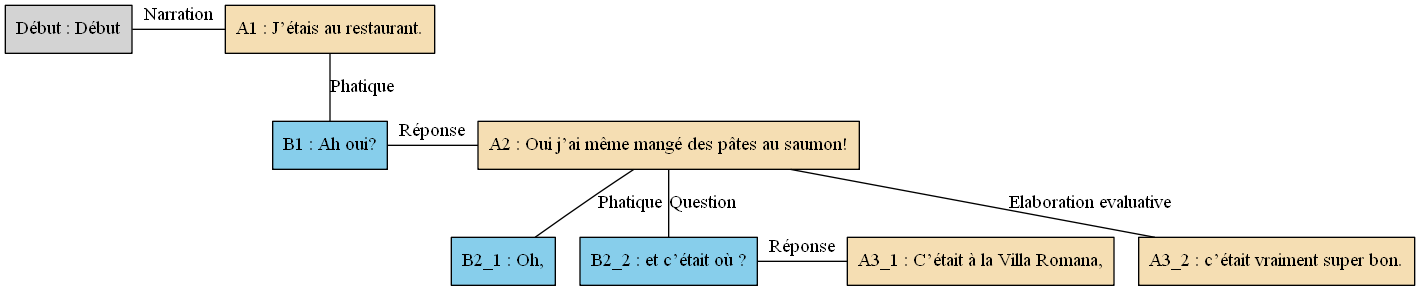 Narration
Début : Début
A1 : J’étais au restaurant.
Phatique
Réponse
B1 : Ah oui?
A2 : Oui j’ai même mangé des pâtes au saumon!
Phatique
Question
Elaboration evaluative
Réponse
B2_1 : Oh,
B2_2 : et c’était où ?
A3_1 : C’était à la Villa Romana,
A3_2 : c’était vraiment super bon.